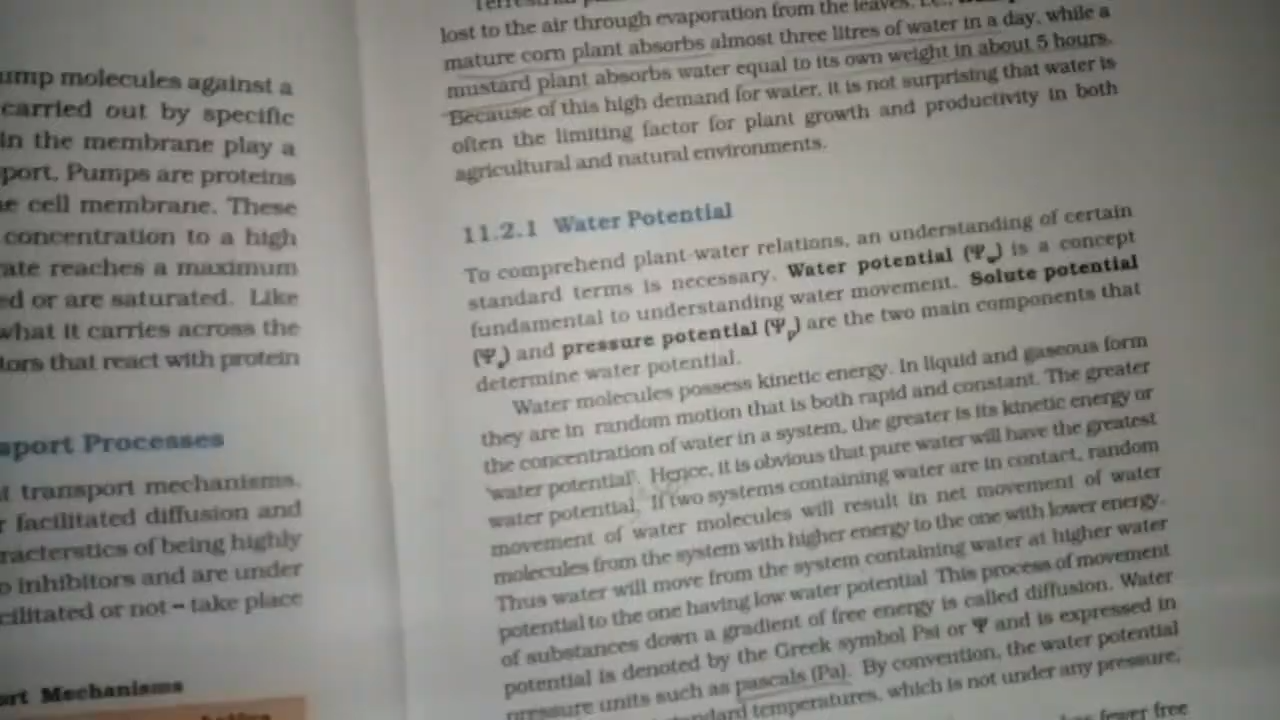 ump molecules against a
carried out by specific
in the membrane play a
port. Pumps are proteins
e cell membrane. These
concentration to a high
ate reaches a maximum
ed or are saturated. Like
what it carries across the
tors that react with protein
sport Processes
t transport mechanisms.
r facilitated diffusion and
racterstics of being highly
o inhibitors and are under
cilitated or not – take place
ort Mechanisms
lost to the air through evaporation from the leaves, i.e.,
mature corn plant absorbs almost three litres of water in a day, while a
mustard plant absorbs water equal to its own weight in about 5 hours.
Because of this high demand for water, it is not surprising that water is
often the limiting factor for plant growth and productivity in both
agricultural and natural environments.
11.2.1 Water Potential
To comprehend plant-water relations, an understanding of certain
standard terms is necessary. Water potential (Ψw) is a concept
fundamental to understanding water movement. Solute potential
(Ψs) and pressure potential (Ψp) are the two main components that
determine water potential.
Water molecules possess kinetic energy. In liquid and gaseous form
they are in random motion that is both rapid and constant. The greater
the concentration of water in a system, the greater is its kinetic energy or
'water potential'. Hence, it is obvious that pure water will have the greatest
water potential. If two systems containing water are in contact, random
movement of water molecules will result in net movement of water
molecules from the system with higher energy to the one with lower energy.
Thus water will move from the system containing water at higher water
potential to the one having low water potential This process of movement
of substances down a gradient of free energy is called diffusion. Water
potential is denoted by the Greek symbol Psi or Ψ and is expressed in
pressure units such as pascals (Pa). By convention, the water potential
standard temperatures, which is not under any pressure,
fewer free